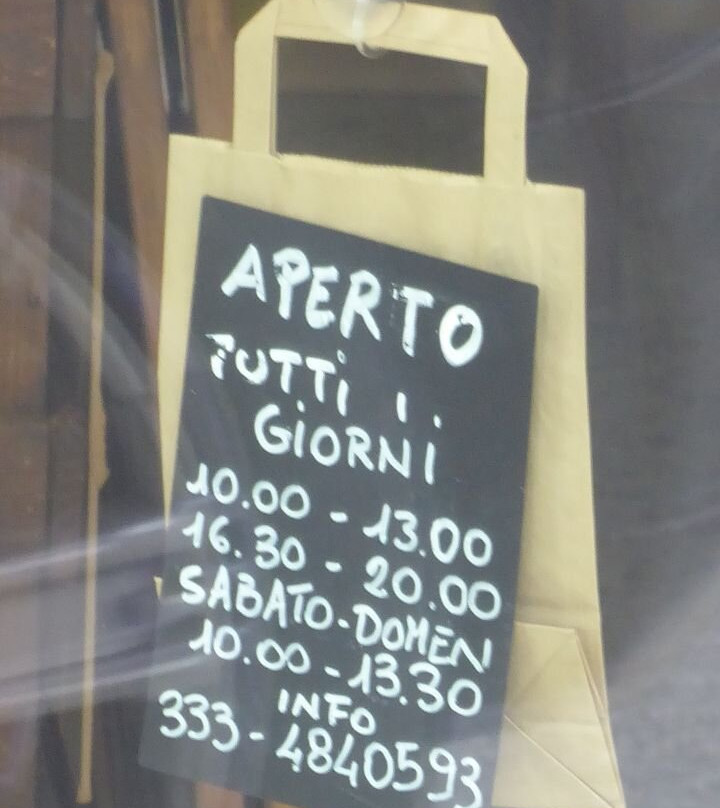 APERTO
TUTTI I
GIORNI
10.00 - 13.00
16.30 - 20.00
SABATO-DOMEN
10.00 - 13.30
INFO
333-4840593